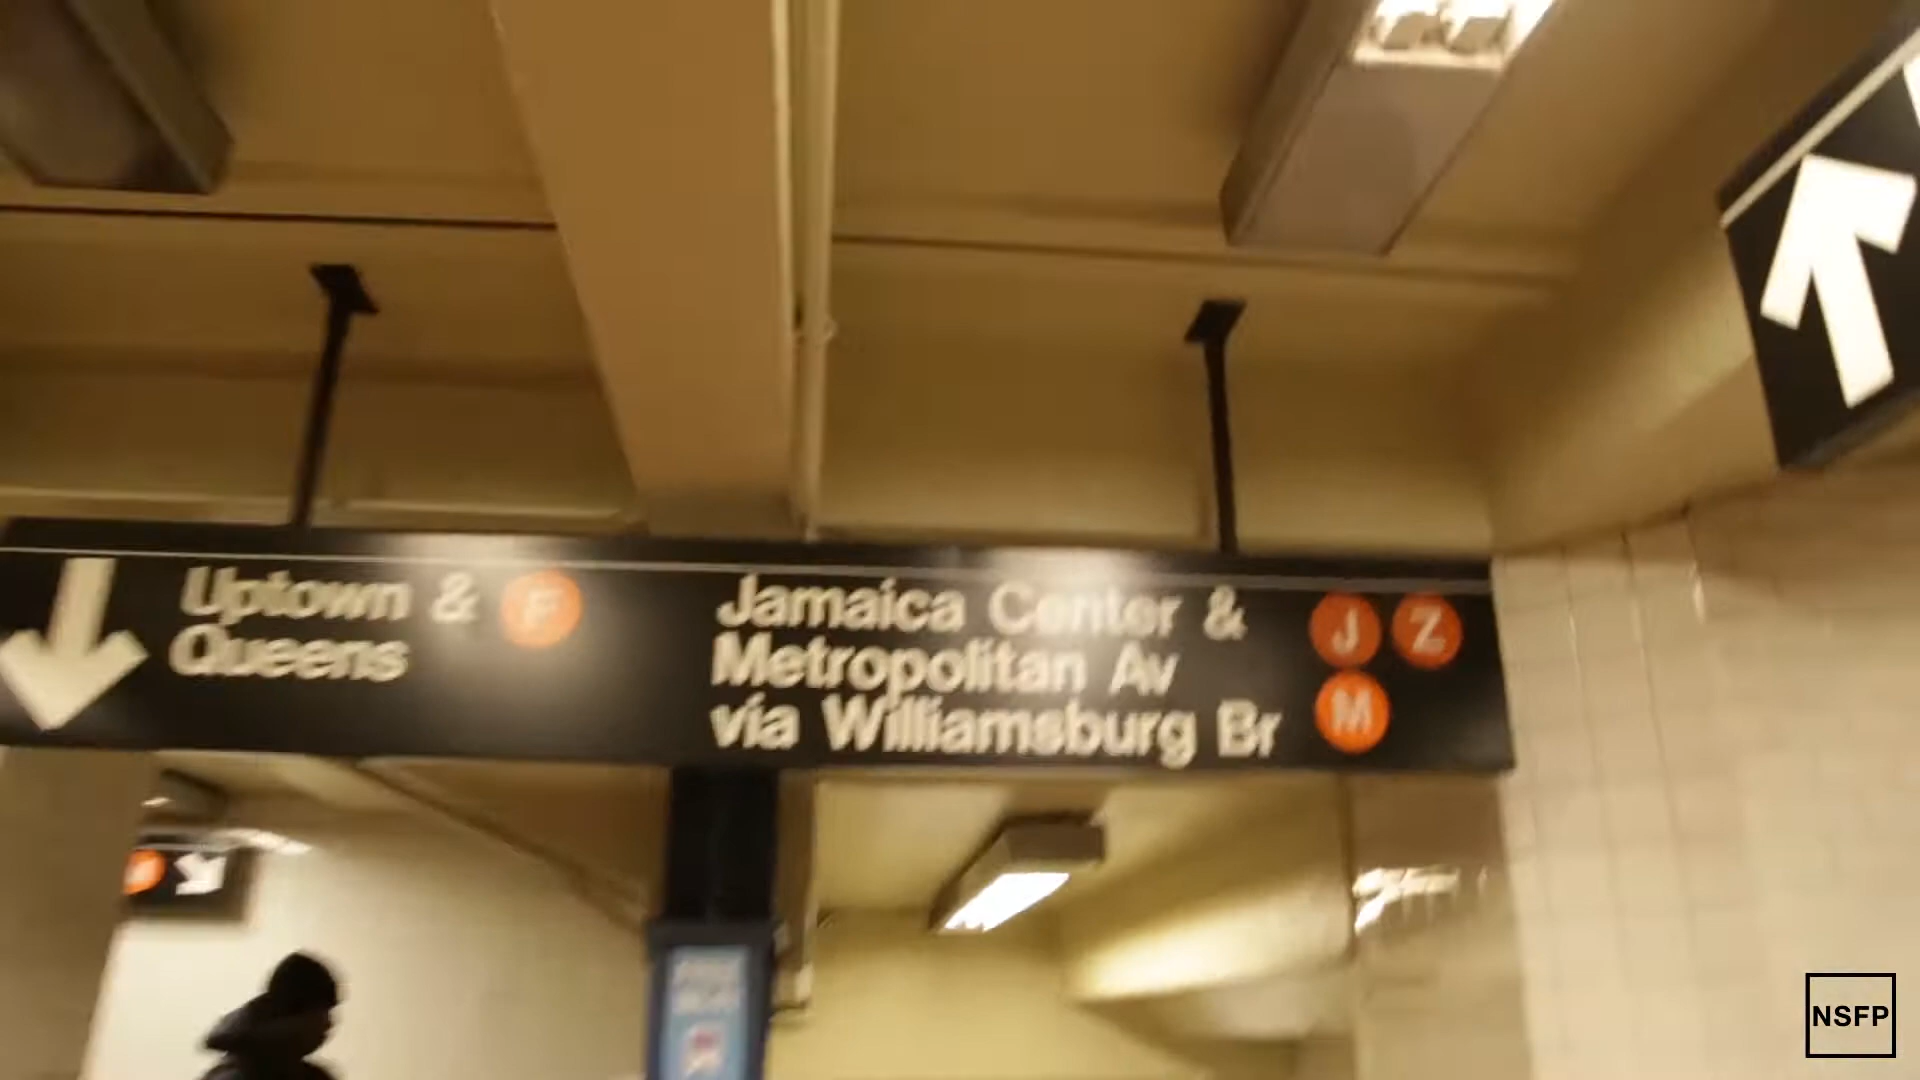 Uptown & F
Queens
Jamaica Center & J Z
Metropolitan Av
via Williamsburg Br M
NSFP